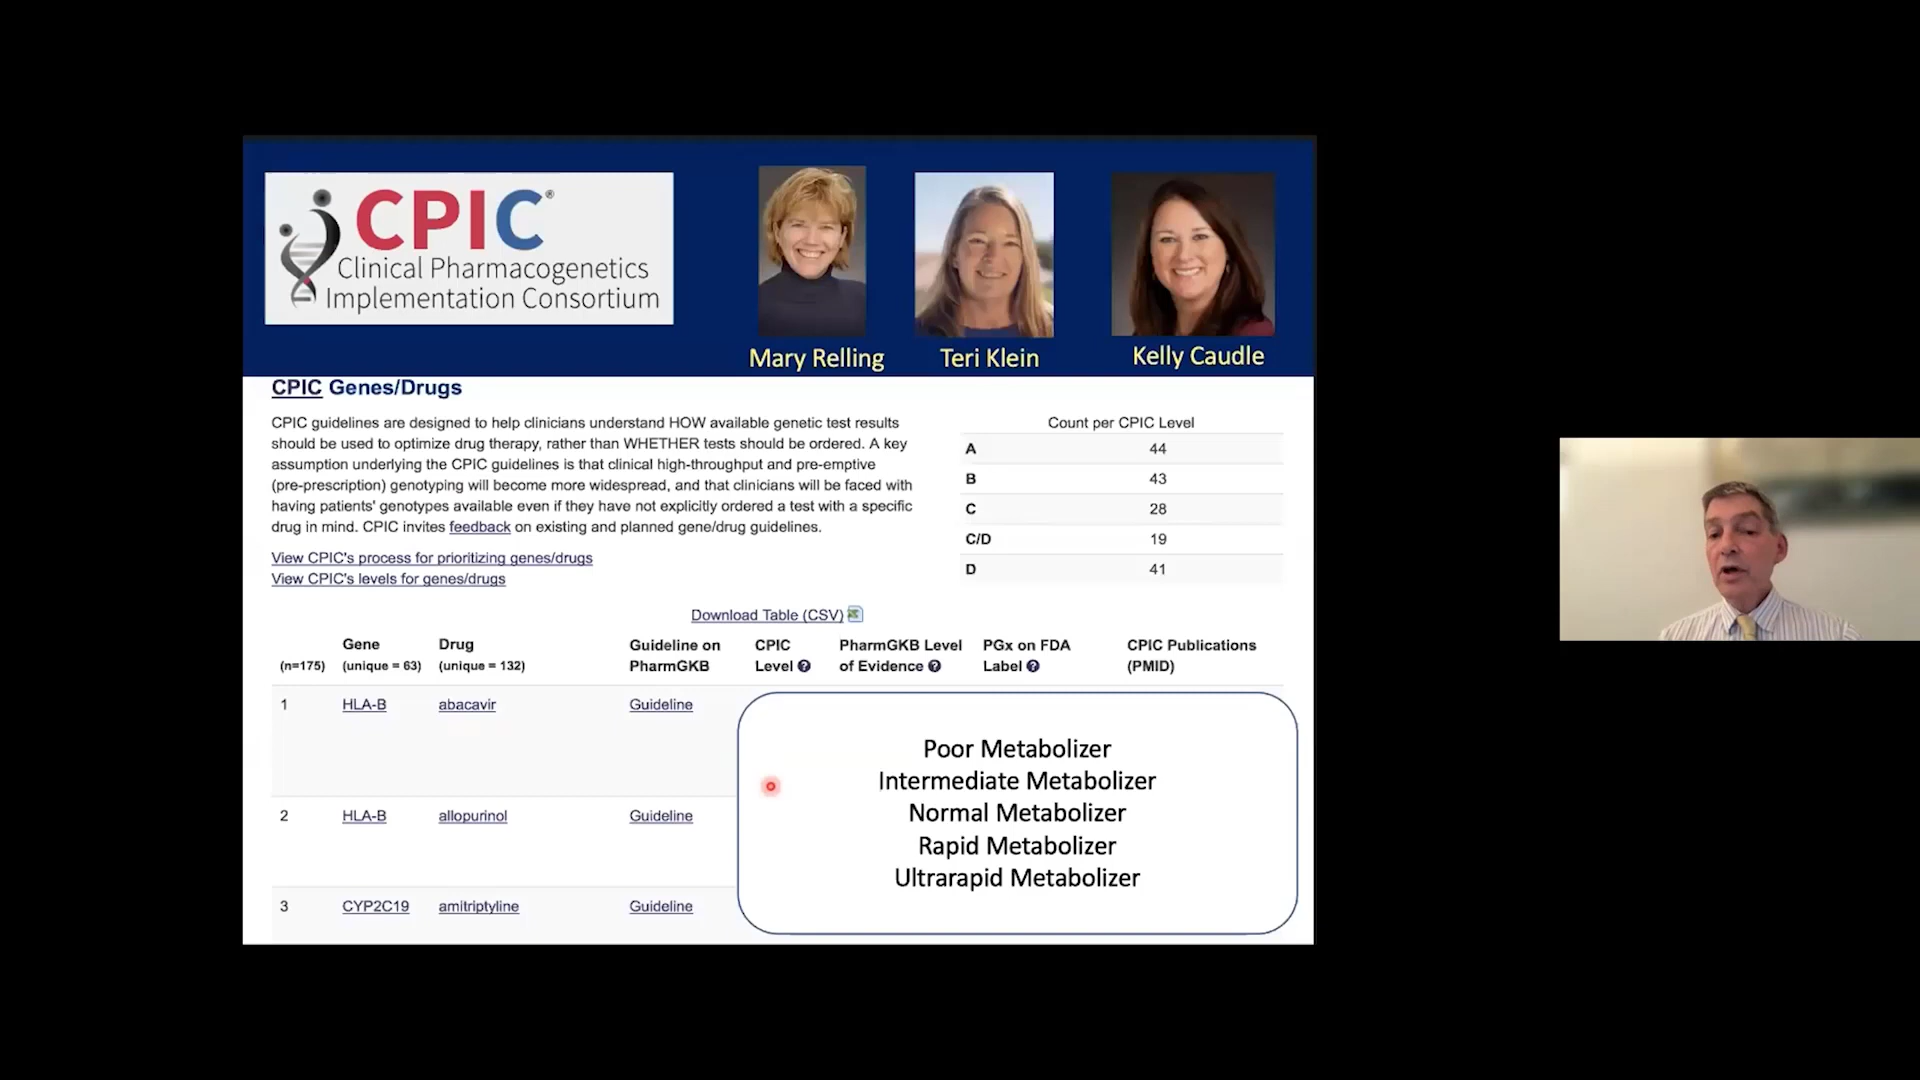 CPIC®
Clinical Pharmacogenetics
Implementation Consortium
Mary Relling
Teri Klein
Kelly Caudle
CPIC Genes/Drugs
CPIC guidelines are designed to help clinicians understand HOW available genetic test results
should be used to optimize drug therapy, rather than WHETHER tests should be ordered. A key
assumption underlying the CPIC guidelines is that clinical high-throughput and pre-emptive
(pre-prescription) genotyping will become more widespread, and that clinicians will be faced with
having patients' genotypes available even if they have not explicitly ordered a test with a specific
drug in mind. CPIC invites feedback on existing and planned gene/drug guidelines.
View CPIC's process for prioritizing genes/drugs
View CPIC's levels for genes/drugs
Count per CPIC Level
A 44
B 43
C 28
C/D 19
D 41
Download Table (CSV)
(n=175)
Gene
(unique = 63)
Drug
(unique = 132)
Guideline on
PharmGKB
CPIC
Level ?
PharmGKB Level
of Evidence ?
PGx on FDA
Label ?
CPIC Publications
(PMID)
1 HLA-B abacavir Guideline
2 HLA-B allopurinol Guideline
3 CYP2C19 amitriptyline Guideline
Poor Metabolizer
Intermediate Metabolizer
Normal Metabolizer
Rapid Metabolizer
Ultrarapid Metabolizer